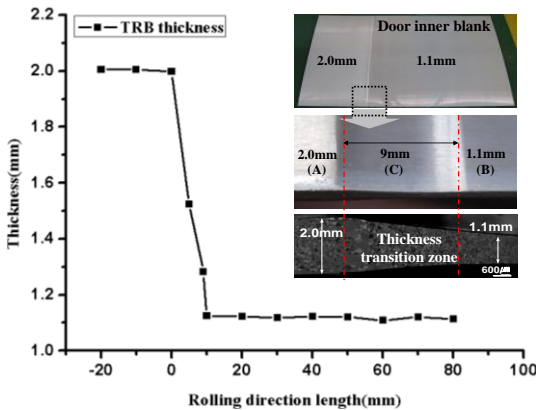 TRB thickness
Thickness(mm)
2.2
2.0
1.8
1.6
1.4
1.2
1.0
-20
0
20
40
60
80
100
Rolling direction length(mm)
Door inner blank
2.0mm
1.1mm
2.0mm
(A)
9mm
(C)
1.1mm
(B)
2.0mm
Thickness
transition zone
1.1mm
600㎛